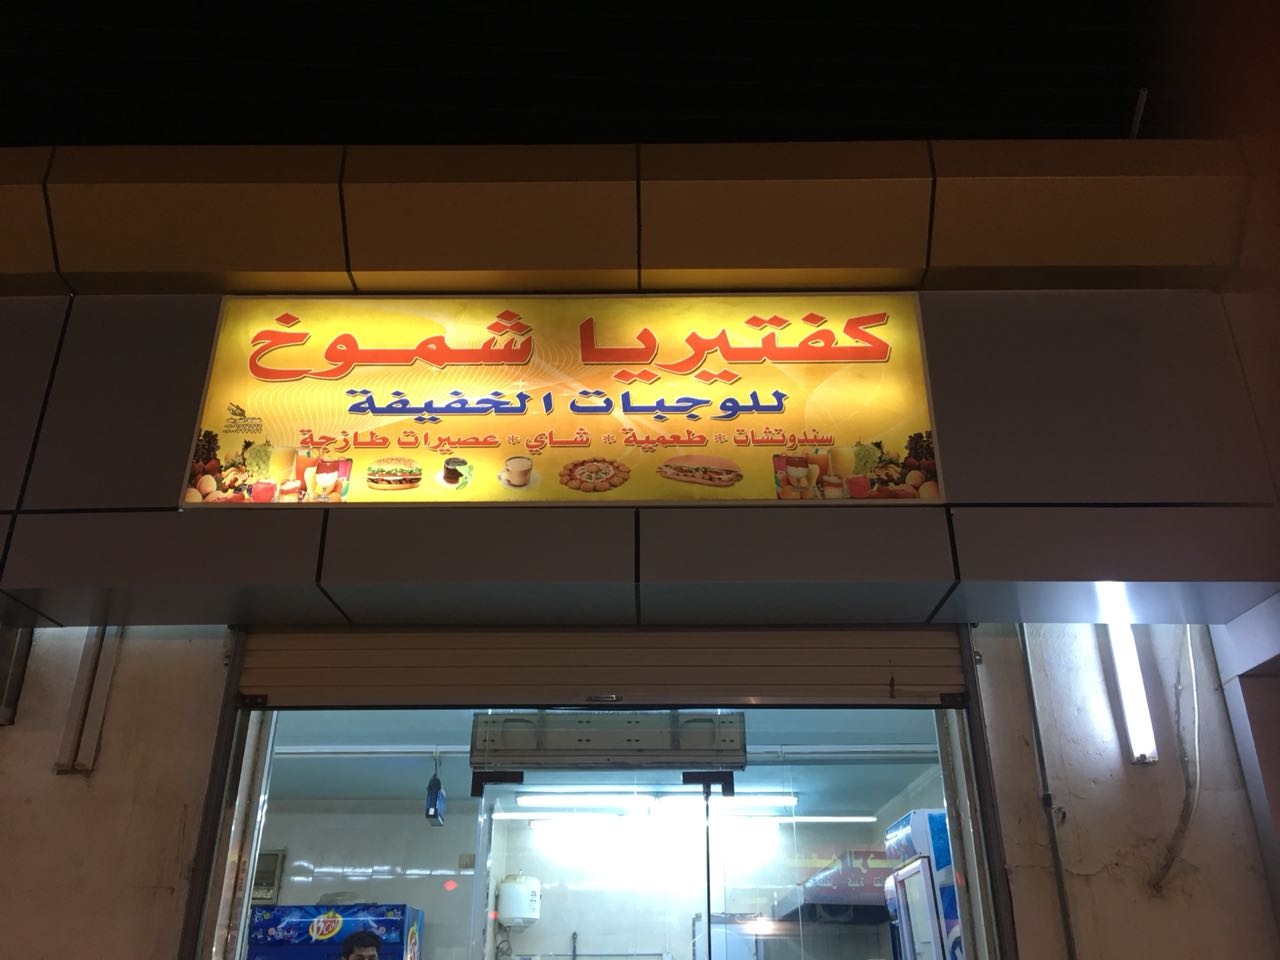 كفتيريا شموخ
للوجبات الخفيفة
سندوتشات * طعمية * شاي * عصيرات طازجة